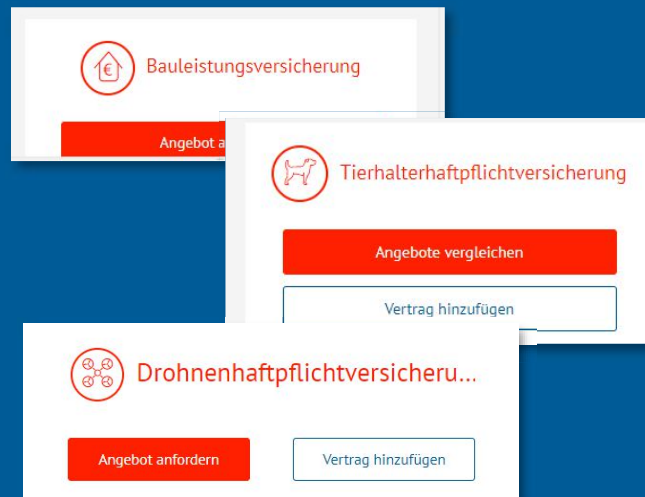 Bauleistungsversicherung
Angebot a
Tierhalterhaftpflichtversicherung
Angebote vergleichen
Vertrag hinzufügen
Drohnenhaftpflichtversicheru...
Angebot anfordern
Vertrag hinzufügen